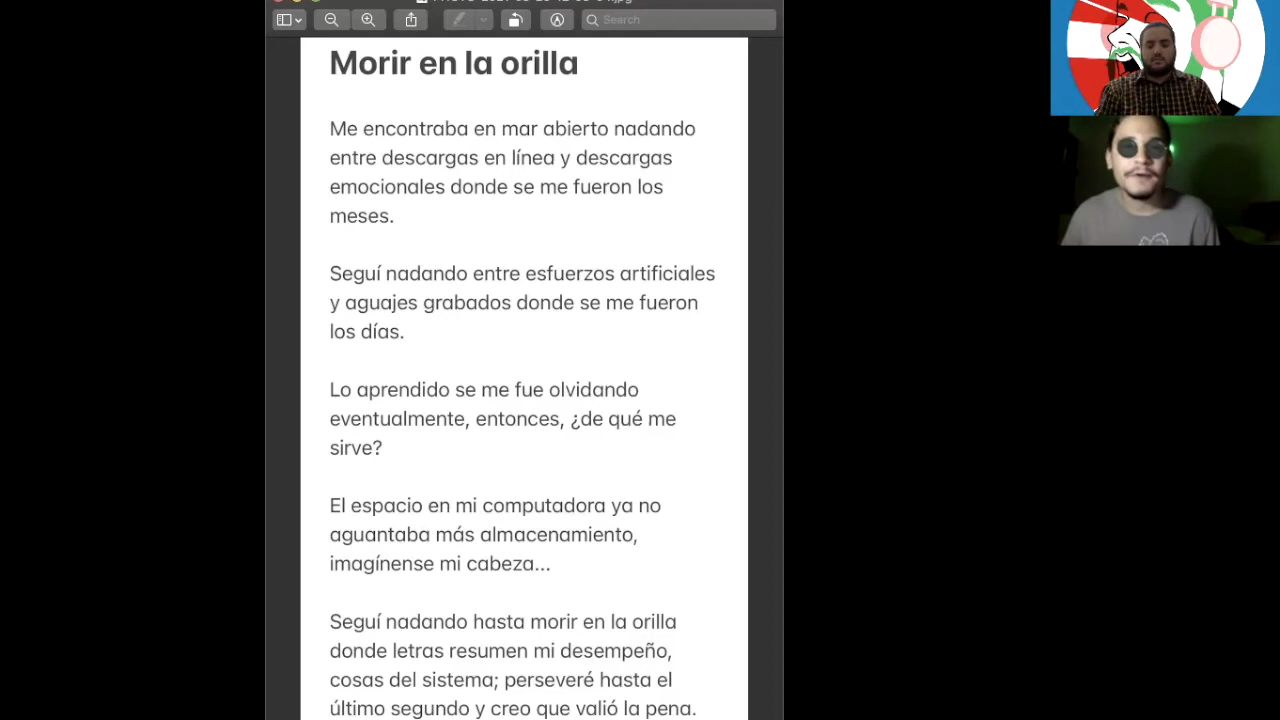 Search
Morir en la orilla
Me encontraba en mar abierto nadando
entre descargas en línea y descargas
emocionales donde se me fueron los
meses.
Seguí nadando entre esfuerzos artificiales
y aguajes grabados donde se me fueron
los días.
Lo aprendido se me fue olvidando
eventualmente, entonces, ¿de qué me
sirve?
El espacio en mi computadora ya no
aguantaba más almacenamiento,
imagínense mi cabeza...
Seguí nadando hasta morir en la orilla
donde letras resumen mi desempeño,
cosas del sistema; perseveré hasta el
último segundo y creo que valió la pena.